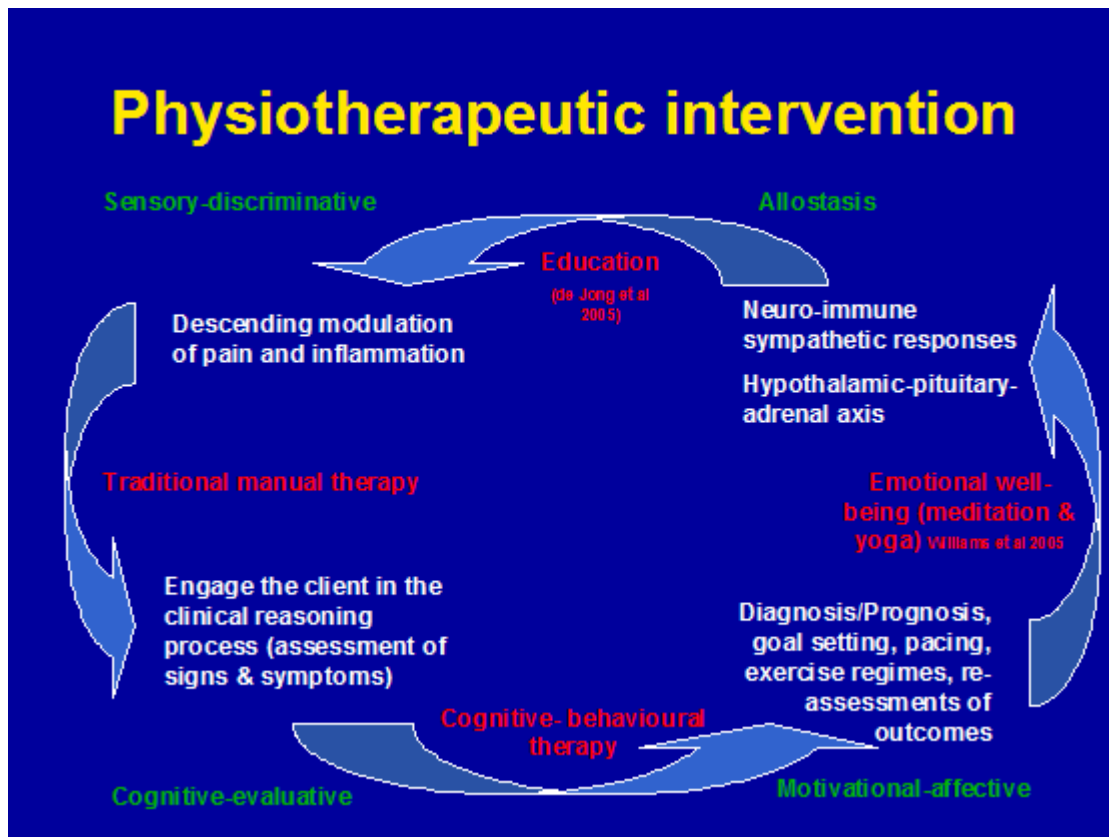 Physiotherapeutic intervention
Sensory-discriminative
Allostasis
Education
(de Jong et al
2005)
Descending modulation
of pain and inflammation
Neuro-immune
sympathetic responses
Hypothalamic-pituitary-
adrenal axis
Traditional manual therapy
Emotional well-
being (meditation &
yoga) Williams et al 2005
Engage the client in the
clinical reasoning
process (assessment of
signs & symptoms)
Diagnosis/Prognosis,
goal setting, pacing,
exercise regimes, re-
assessments of
outcomes
Cognitive- behavioural
therapy
Cognitive-evaluative
Motivational-affective